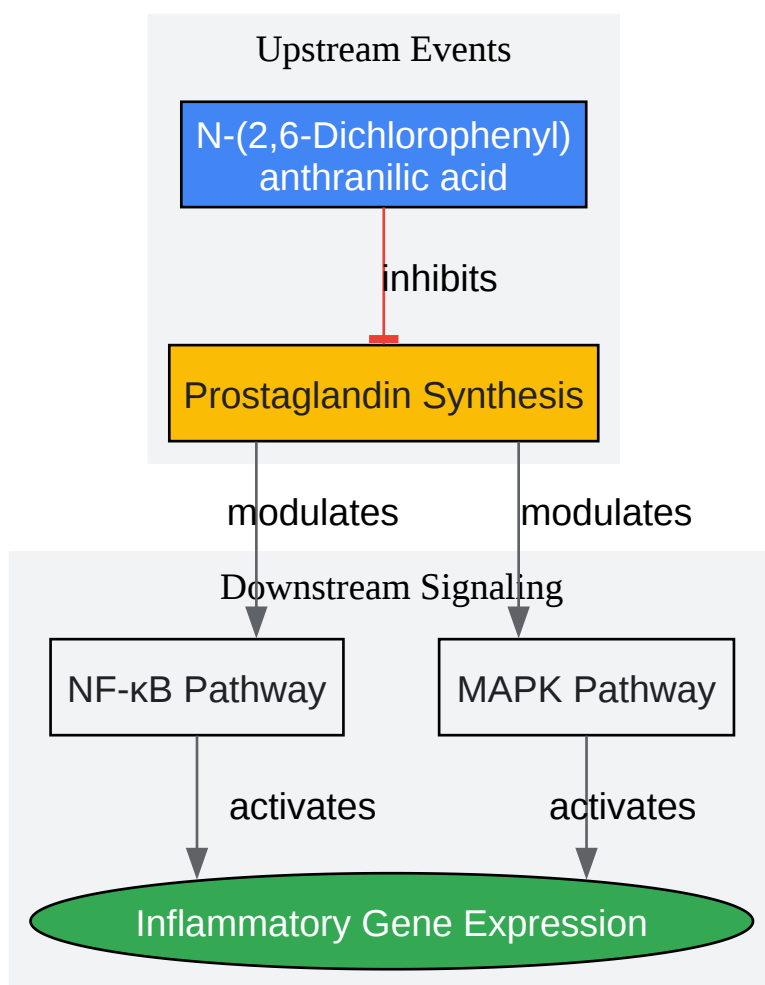 Upstream Events
N-(2,6-Dichlorophenyl)
anthranilic acid
inhibits
Prostaglandin Synthesis
modulates
modulates
Downstream Signaling
NF-κB Pathway
MAPK Pathway
activates
activates
Inflammatory Gene Expression